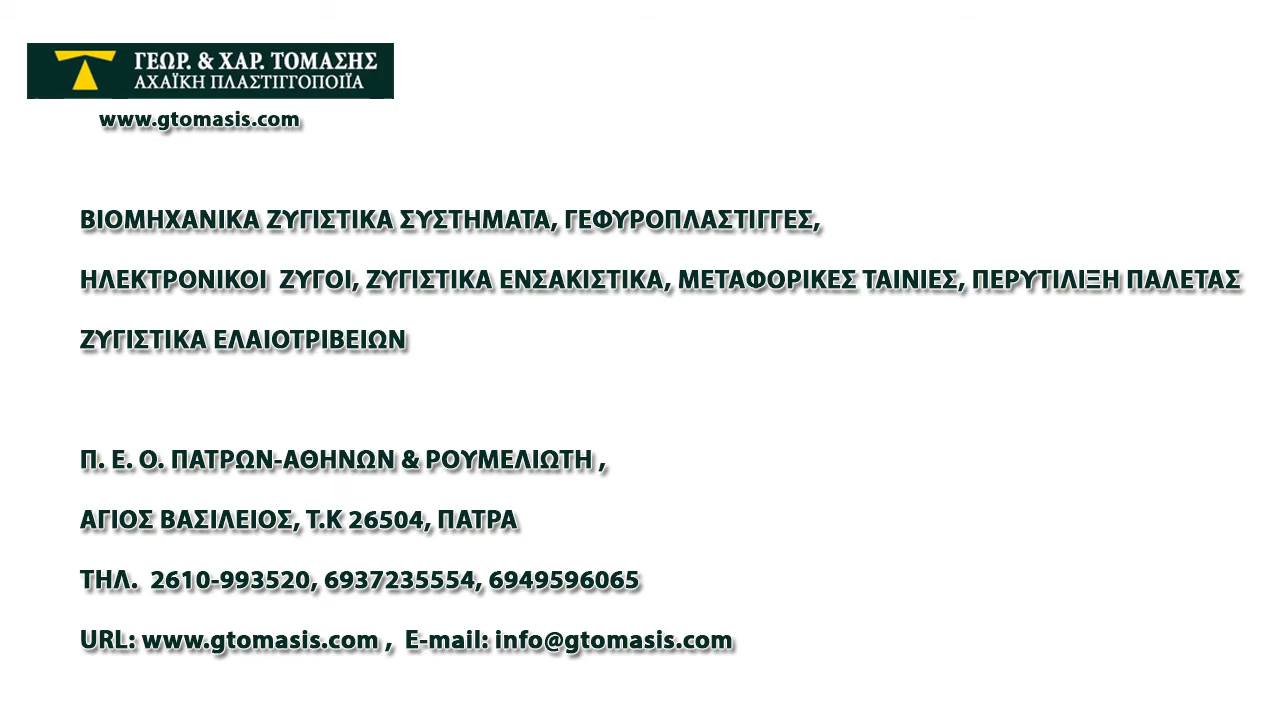 ΓΕΩΡ. & ΧΑΡ. ΤΟΜΑΣΗΣ
ΑΧΑΪΚΗ ΠΛΑΣΤΙΓΓΟΠΟΙΪΑ
www.gtomasis.com
ΒΙΟΜΗΧΑΝΙΚΑ ΖΥΓΙΣΤΙΚΑ ΣΥΣΤΗΜΑΤΑ, ΓΕΦΥΡΟΠΛΑΣΤΙΓΓΕΣ,
ΗΛΕΚΤΡΟΝΙΚΟΙ ΖΥΓΟΙ, ΖΥΓΙΣΤΙΚΑ ΕΝΣΑΚΙΣΤΙΚΑ, ΜΕΤΑΦΟΡΙΚΕΣ ΤΑΙΝΙΕΣ, ΠΕΡΥΤΙΛΙΞΗ ΠΑΛΕΤΑΣ
ΖΥΓΙΣΤΙΚΑ ΕΛΑΙΟΤΡΙΒΕΙΩΝ
Π. Ε. Ο. ΠΑΤΡΩΝ-ΑΘΗΝΩΝ & ΡΟΥΜΕΛΙΩΤΗ ,
ΑΓΙΟΣ ΒΑΣΙΛΕΙΟΣ, Τ.Κ 26504, ΠΑΤΡΑ
ΤΗΛ. 2610-993520, 6937235554, 6949596065
URL: www.gtomasis.com , E-mail: info@gtomasis.com